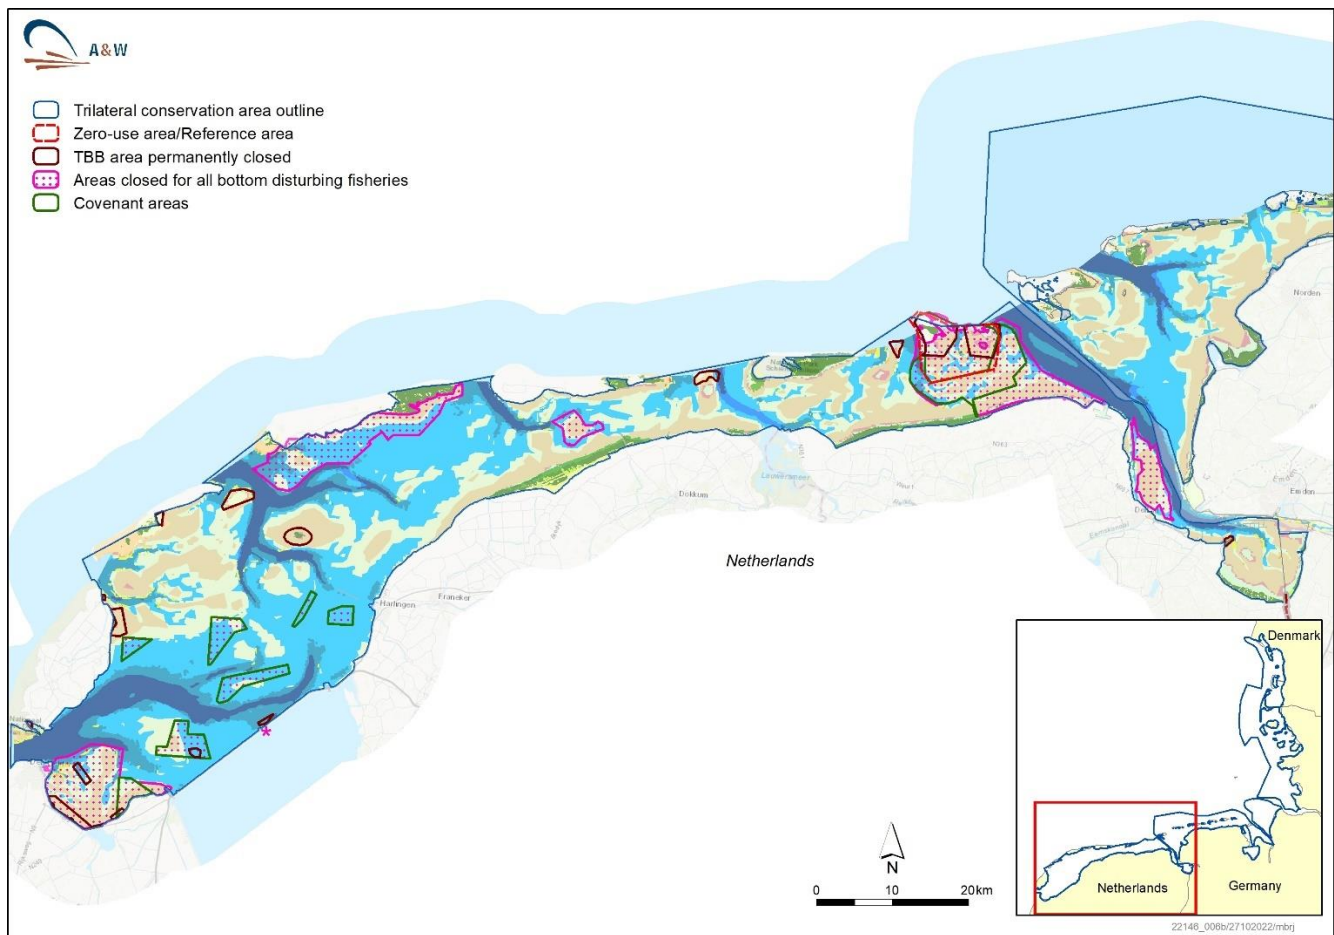 A&W
Trilateral conservation area outline
Zero-use area/Reference area
TBB area permanently closed
Areas closed for all bottom disturbing fisheries
Covenant areas
Norden
Emden
Lauwersmeer
Dokkum
Netherlands
Harlingen
Franeker
N
0 10 20km
Denmark
Netherlands
Germany
22146_006b/27102022/mbrj